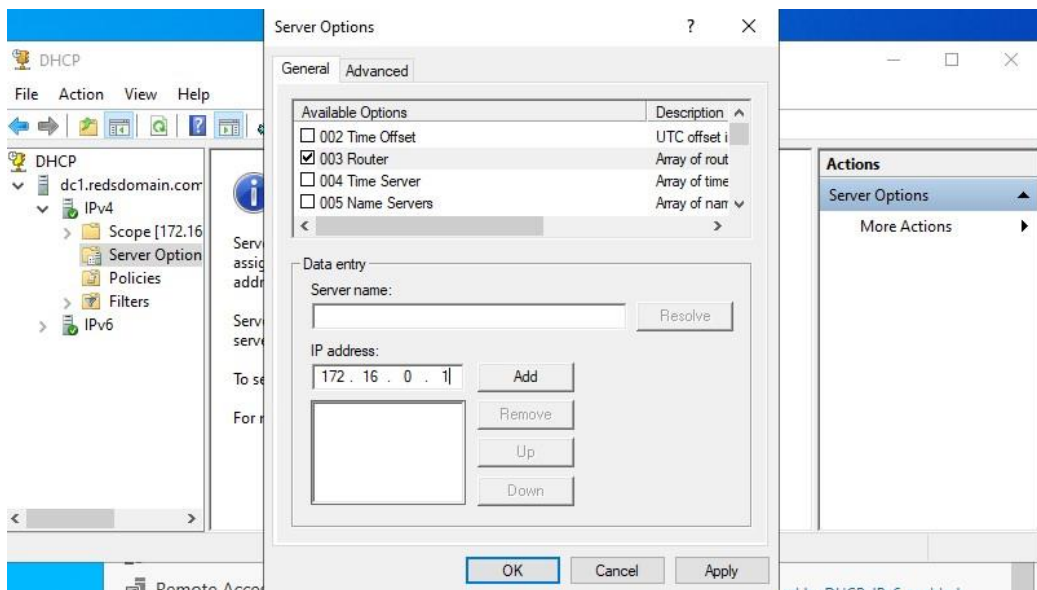 Server Options ? ×
DHCP
General Advanced
File Action View Help
Available Options Description
002 Time Offset UTC offset i
003 Router Array of rout
004 Time Server Array of time
005 Name Servers Array of nam
DHCP
dc1.redsdomain.com
IPv4
Scope [172.16
Server Option
Policies
Filters
IPv6
Serv
assig
addr
Serv
serve
To se
For
Data entry
Server name:
Resolve
IP address:
172 . 16 . 0 . 1 Add
Remove
Up
Down
OK Cancel Apply
Actions
Server Options
More Actions
Remote Acce